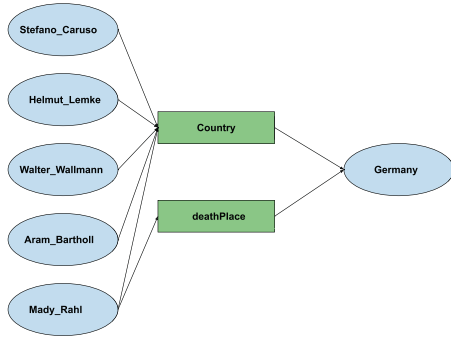 Stefano_Caruso
Helmut_Lemke
Country
Walter_Wallmann
Germany
deathPlace
Aram_Bartholl
Mady_Rahl